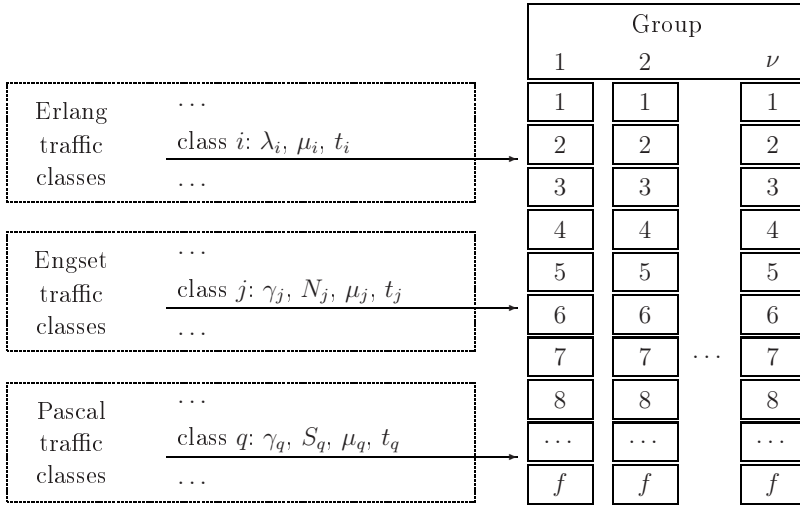 Group
1 2 ν
Erlang
traffic
classes
...
class i: λ_i, μ_i, t_i
...
Engset
traffic
classes
...
class j: γ_j, N_j, μ_j, t_j
...
Pascal
traffic
classes
...
class q: γ_q, S_q, μ_q, t_q
...
1 1 1
2 2 2
3 3 3
4 4 4
5 5 5
6 6 6
7 7 ... 7
8 8 8
... ... ...
f f f